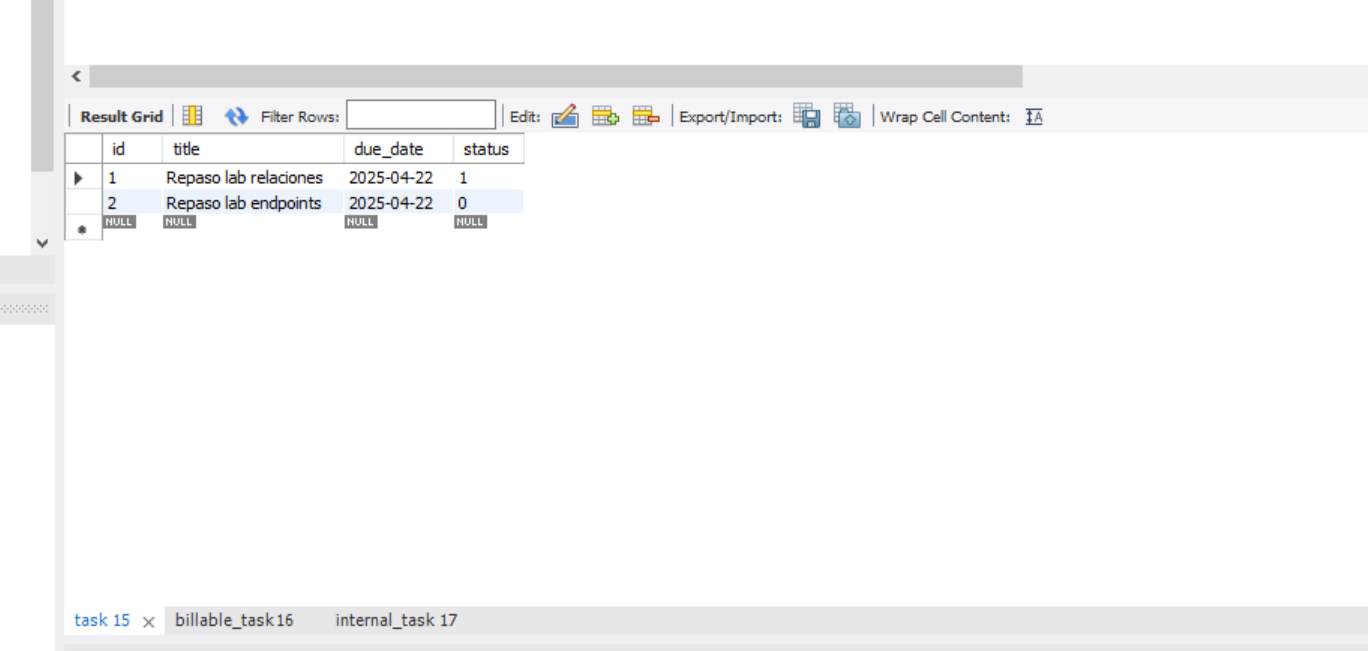 Result Grid Filter Rows: Edit: Export/Import: Wrap Cell Content: IA
id title due_date status
1 Repaso lab relaciones 2025-04-22 1
2 Repaso lab endpoints 2025-04-22 0
NULL NULL NULL NULL
task 15 billable_task 16 internal_task 17